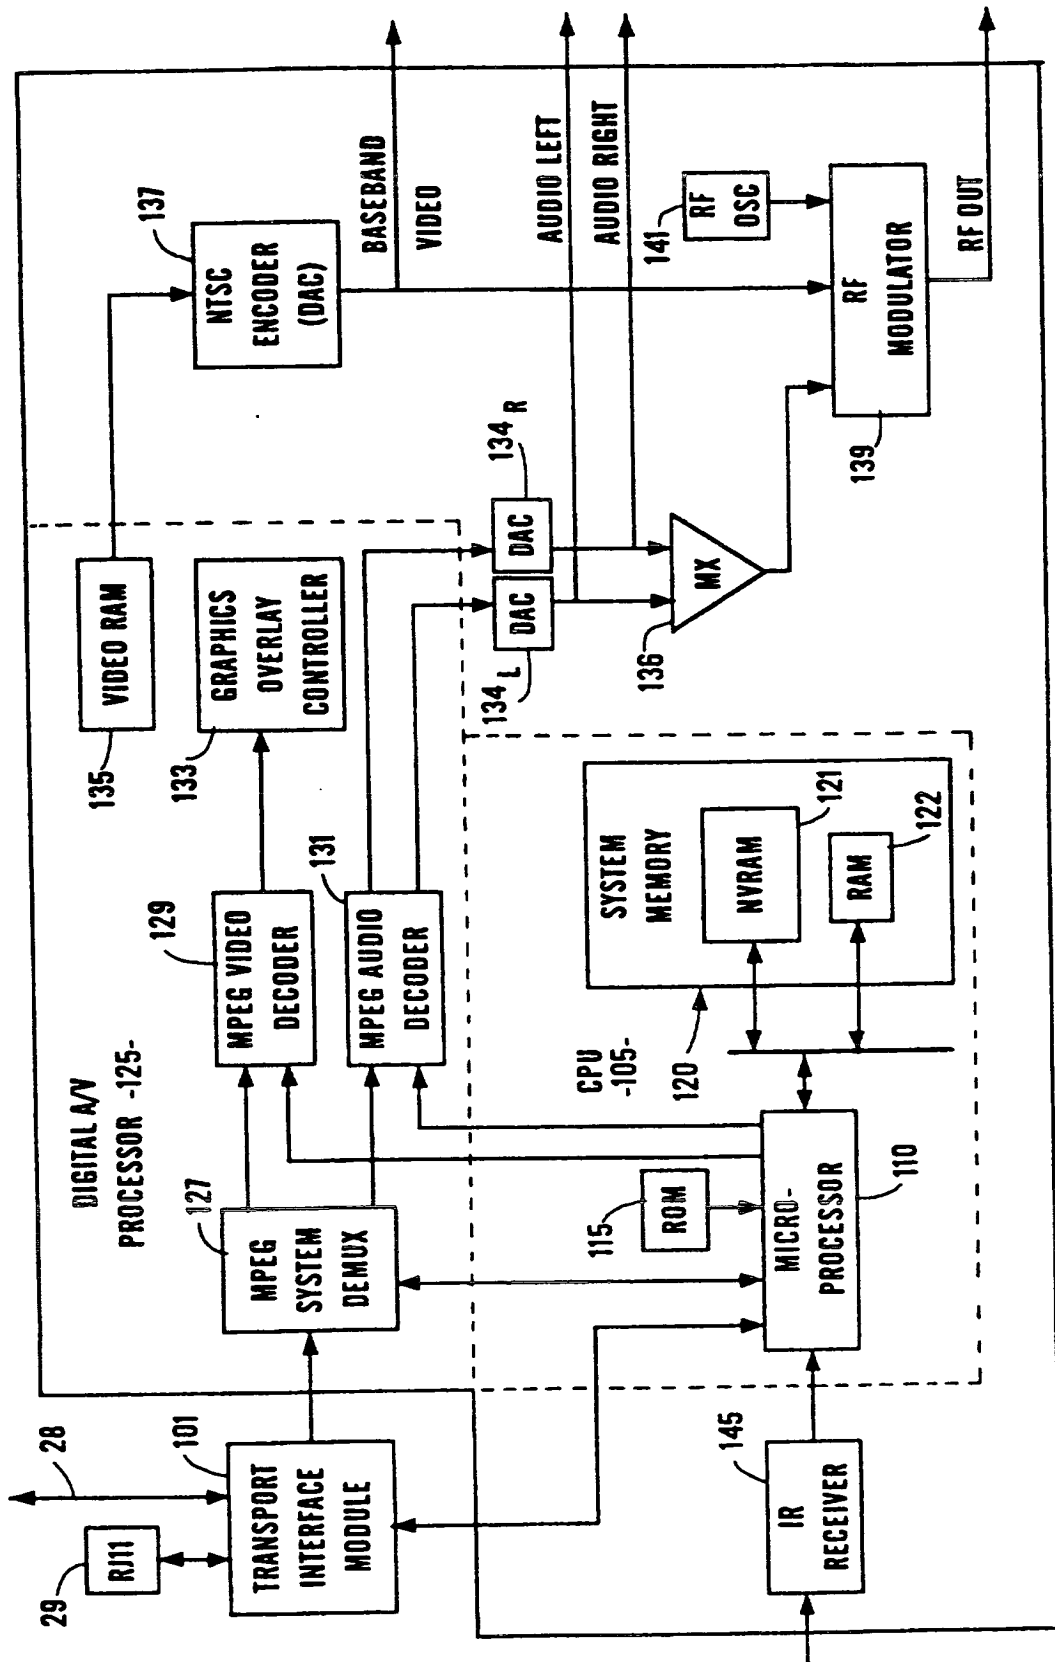 29
RJ11
28
101
TRANSPORT
INTERFACE
MODULE
DIGITAL A/V
PROCESSOR -125-
127
MPEG
SYSTEM
DEMUX
129
MPEG VIDEO
DECODER
131
MPEG AUDIO
DECODER
135
VIDEO RAM
133
GRAPHICS
OVERLAY
CONTROLLER
137
NTSC
ENCODER
(DAC)
BASEBAND
VIDEO
AUDIO LEFT
AUDIO RIGHT
134 L
DAC
134 R
DAC
136
MX
141
RF
OSC
139
RF
MODULATOR
RF OUT
145
IR
RECEIVER
115
ROM
MICRO-
PROCESSOR
110
CPU
-105-
120
SYSTEM
MEMORY
NVRAM
121
RAM
122